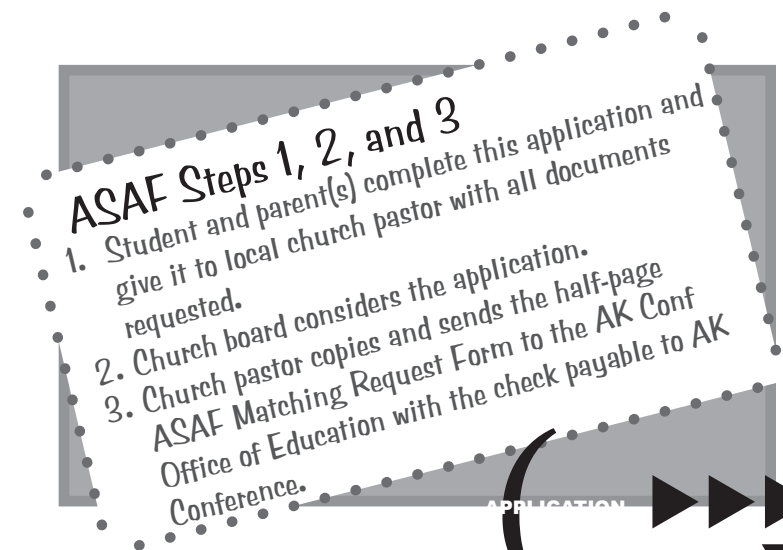 ASAF Steps 1, 2, and 3
1. Student and parent(s) complete this application and
give it to local church pastor with all documents
requested.
2. Church board considers the application.
3. Church pastor copies and sends the half-page
ASAF Matching Request Form to the AK Conf
Office of Education with the check payable to AK
Conference.
APPLICATION